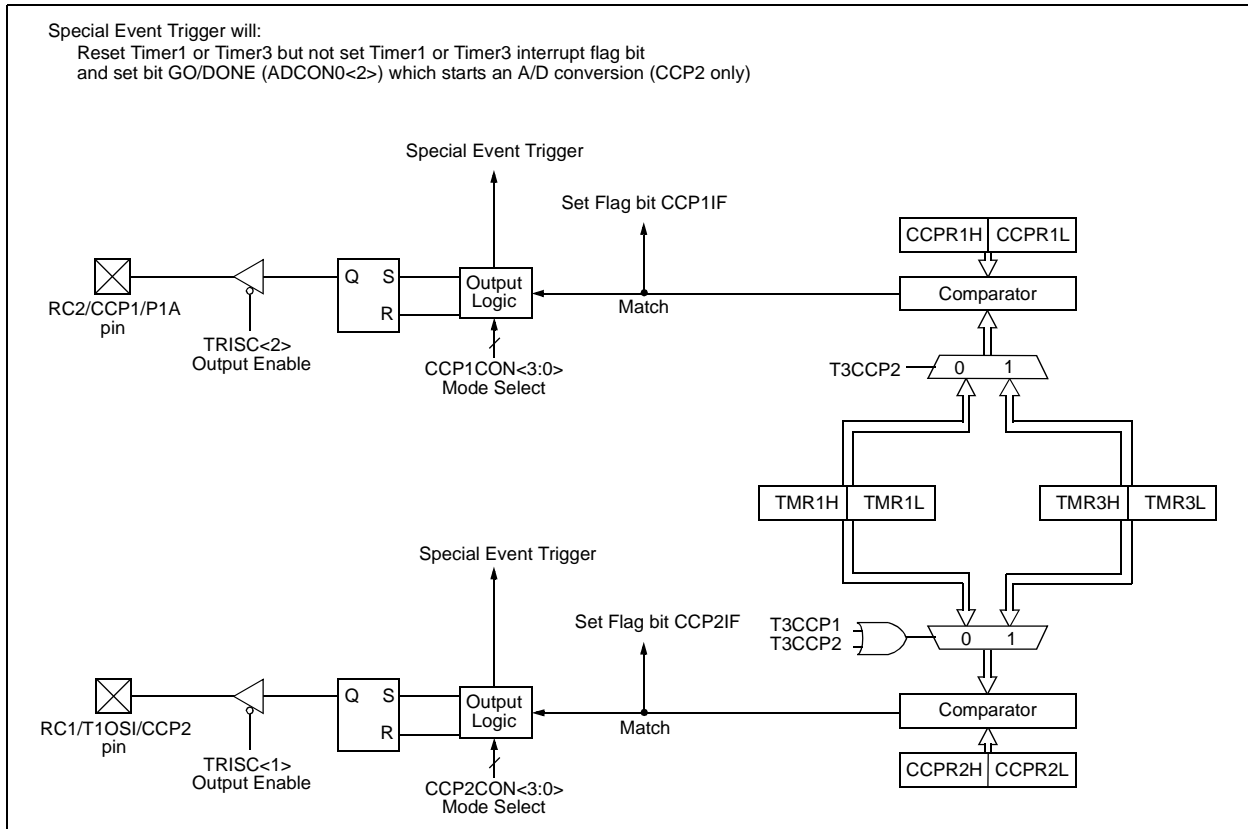 Special Event Trigger will:
Reset Timer1 or Timer3 but not set Timer1 or Timer3 interrupt flag bit
and set bit GO/DONE (ADCON0<2>) which starts an A/D conversion (CCP2 only)
Special Event Trigger
Set Flag bit CCP1IF
CCPR1H CCPR1L
Q S
R
Output
Logic
Comparator
Match
RC2/CCP1/P1A
pin
TRISC<2>
Output Enable
CCP1CON<3:0>
Mode Select
T3CCP2
0 1
TMR1H TMR1L
TMR3H TMR3L
Special Event Trigger
Set Flag bit CCP2IF
T3CCP1
T3CCP2
0 1
Q S
R
Output
Logic
Comparator
Match
RC1/T1OSI/CCP2
pin
TRISC<1>
Output Enable
CCP2CON<3:0>
Mode Select
CCPR2H CCPR2L